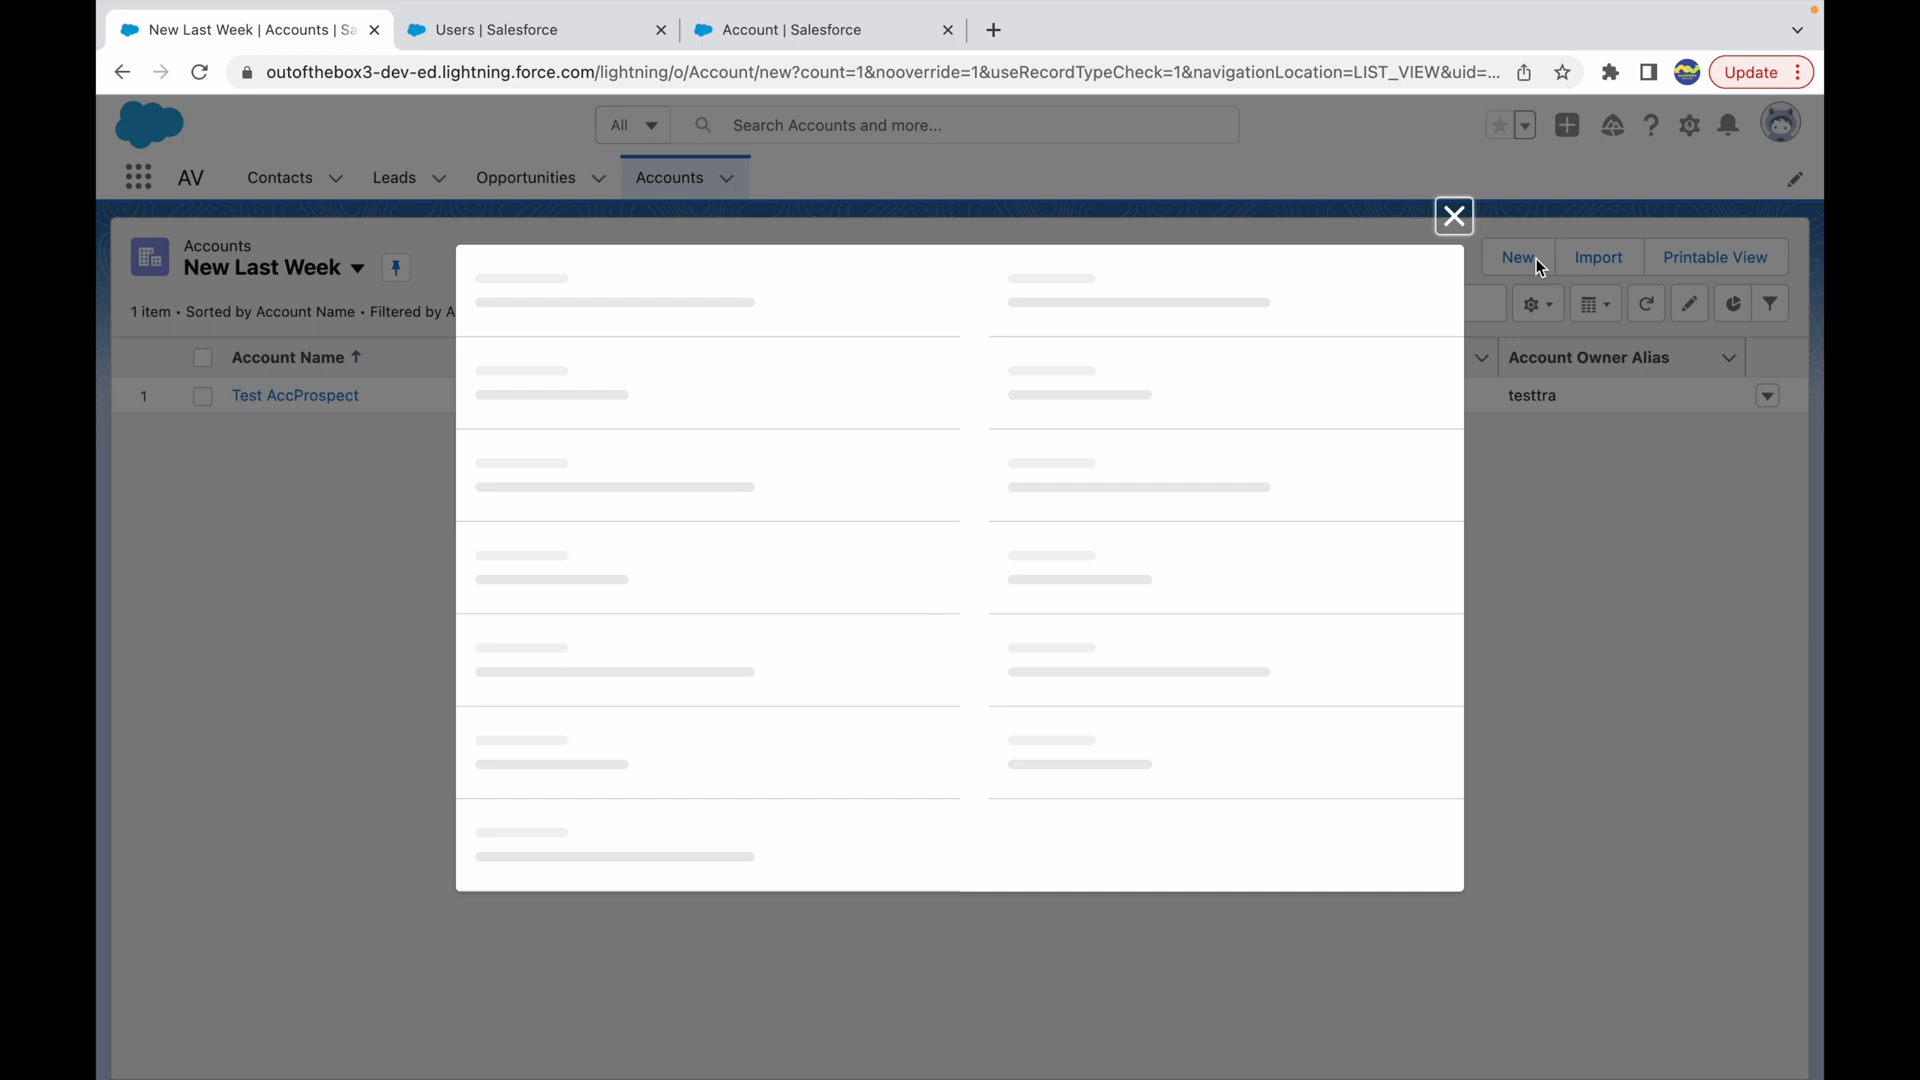 New Last Week | Accounts | Sa
Users | Salesforce
Account | Salesforce
outofthebox3-dev-ed.lightning.force.com/lightning/o/Account/new?count=1&nooverride=1&useRecordTypeCheck=1&navigationLocation=LIST_VIEW&uid=...
Update
All
Search Accounts and more...
AV
Contacts
Leads
Opportunities
Accounts
Accounts
New Last Week
New
Import
Printable View
1 item • Sorted by Account Name • Filtered by A
Account Name
Account Owner Alias
1
Test AccProspect
testtra